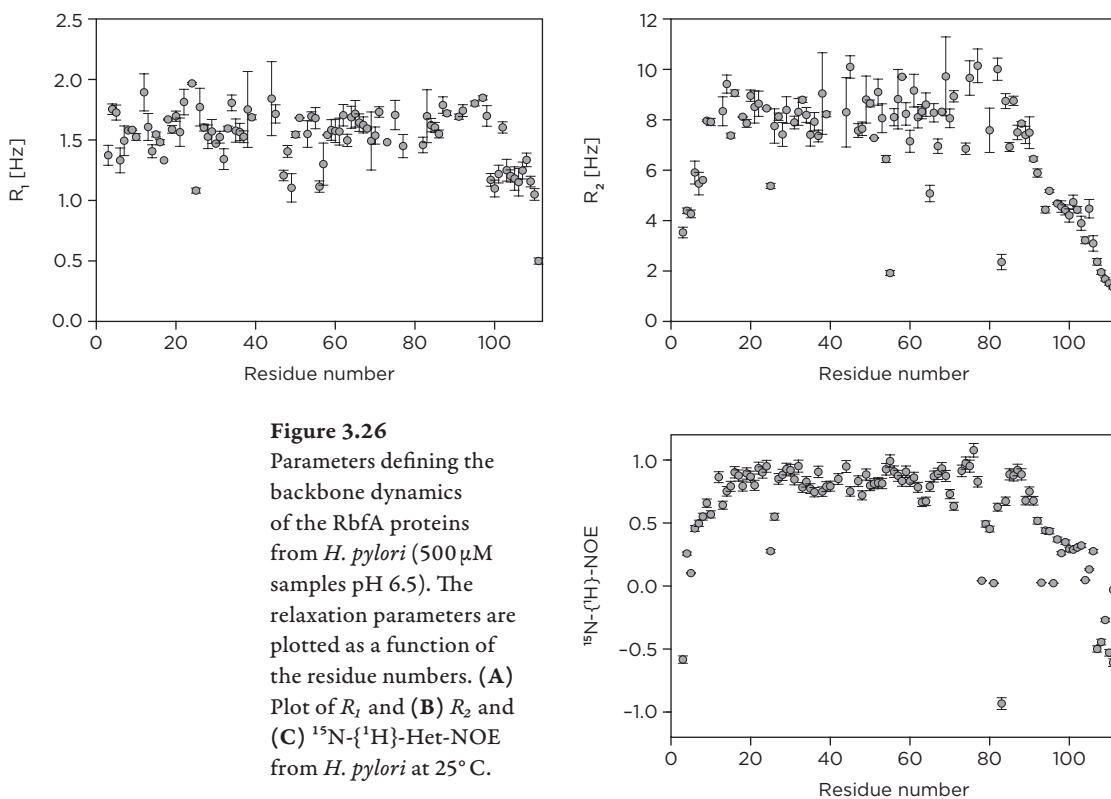 2.5
2.0
1.5
1.0
0.5
0.0
R₁ [Hz]
0 20 40 60 80 100
Residue number
12
10
8
6
4
2
0
R₂ [Hz]
0 20 40 60 80 100
Residue number
Figure 3.26
Parameters defining the
backbone dynamics
of the RbfA proteins
from H. pylori (500 μM
samples pH 6.5). The
relaxation parameters are
plotted as a function of
the residue numbers. (A)
Plot of R₁ and (B) R₂ and
(C) ¹⁵N-{¹H}-Het-NOE
from H. pylori at 25° C.
1.0
0.5
0.0
−0.5
−1.0
¹⁵N-{¹H}-NOE
0 20 40 60 80 100
Residue number